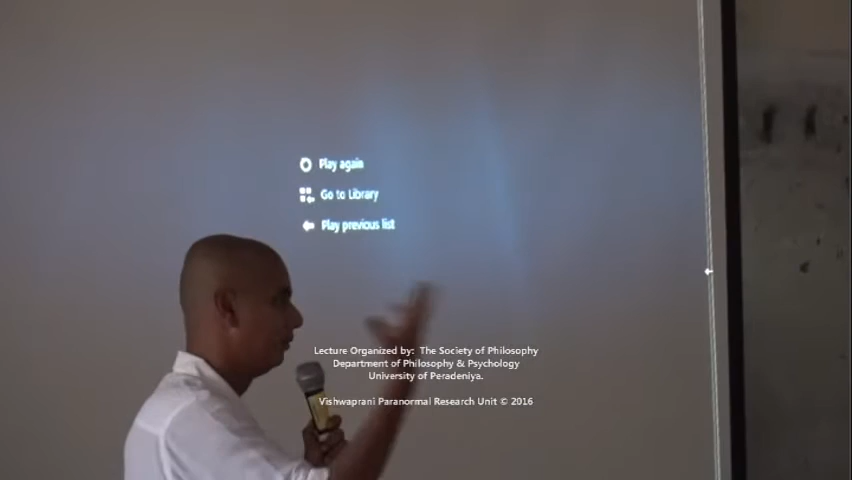 Play again
Go to Library
Play previous list
Lecture Organized by:  The Society of Philosophy
Department of Philosophy & Psychology
University of Peradeniya.
Vishwaprani Paranormal Research Unit © 2016